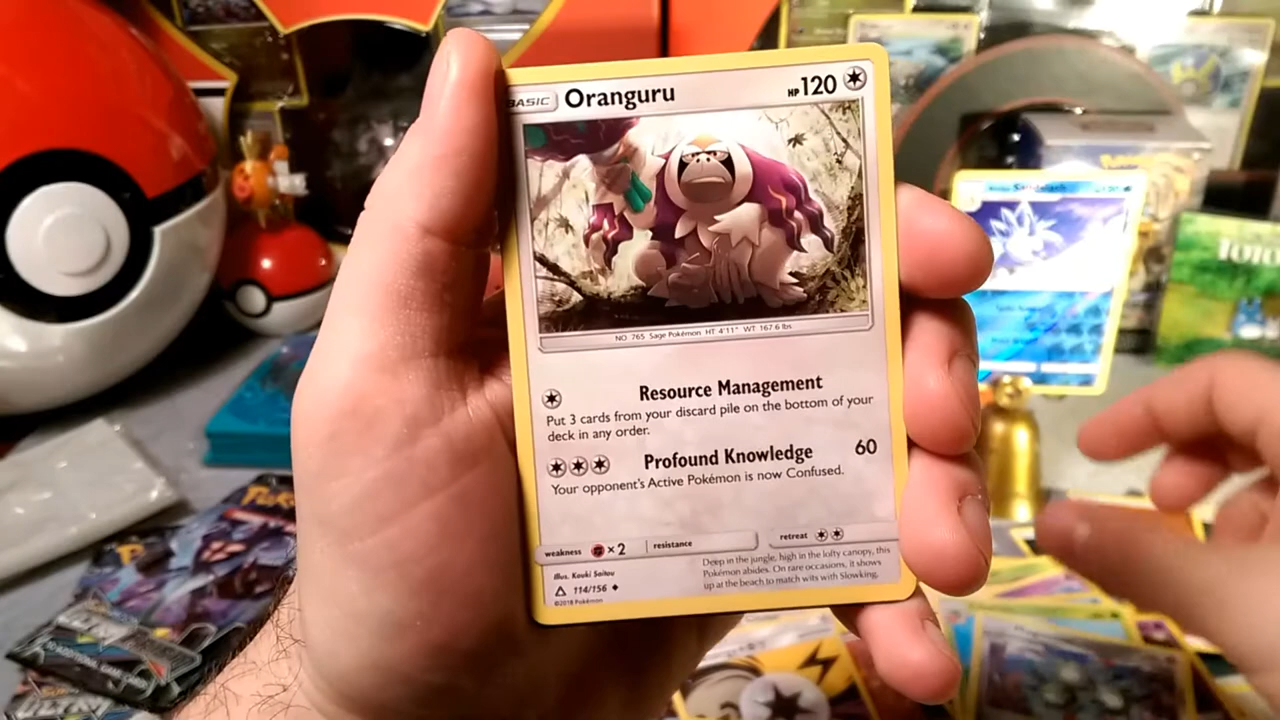 BASIC Oranguru HP 120
NO 765 Sage Pokémon HT 4'11" WT 167.6 lbs
Resource Management
Put 3 cards from your discard pile on the bottom of your
deck in any order.
Profound Knowledge 60
Your opponent's Active Pokémon is now Confused.
weakness ×2 resistance retreat
Deep in the jungle, high in the lofty canopy, this
Pokémon abides. On rare occasions, it shows
up at the beach to match wits with Slowking.
Illus. Kouki Saitou
114/156
©2018 Pokémon
Sandslash
ULTRA